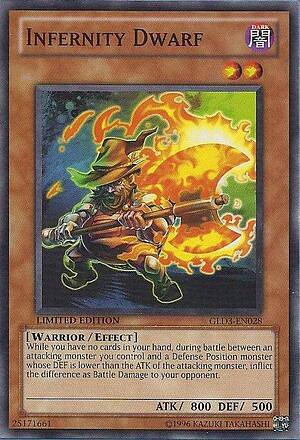 INFERNITY DWARF
DARK
闇
LIMITED EDITION
GLD3-EN028
[WARRIOR / EFFECT]
While you have no cards in your hand, during battle between an
attacking monster you control and a Defense Position monster
whose DEF is lower than the ATK of the attacking monster, inflict
the difference as Battle Damage to your opponent.
ATK/ 800 DEF/ 500
25171661
©1996 KAZUKI TAKAHASHI